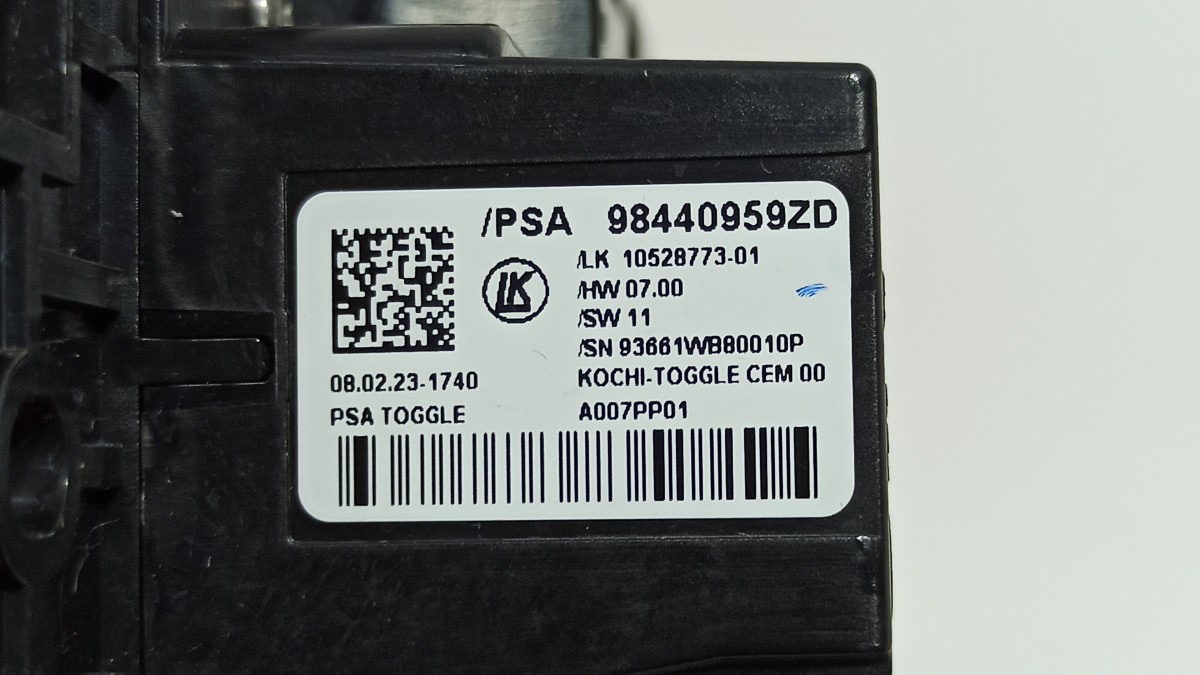 /PSA 98440959ZD
/LK 10528773-01
LK
/HW 07.00
/SW 11
/SN 93661WB80010P
08.02.23-1740
KOCHI-TOGGLE CEM 00
PSA TOGGLE
A007PP01